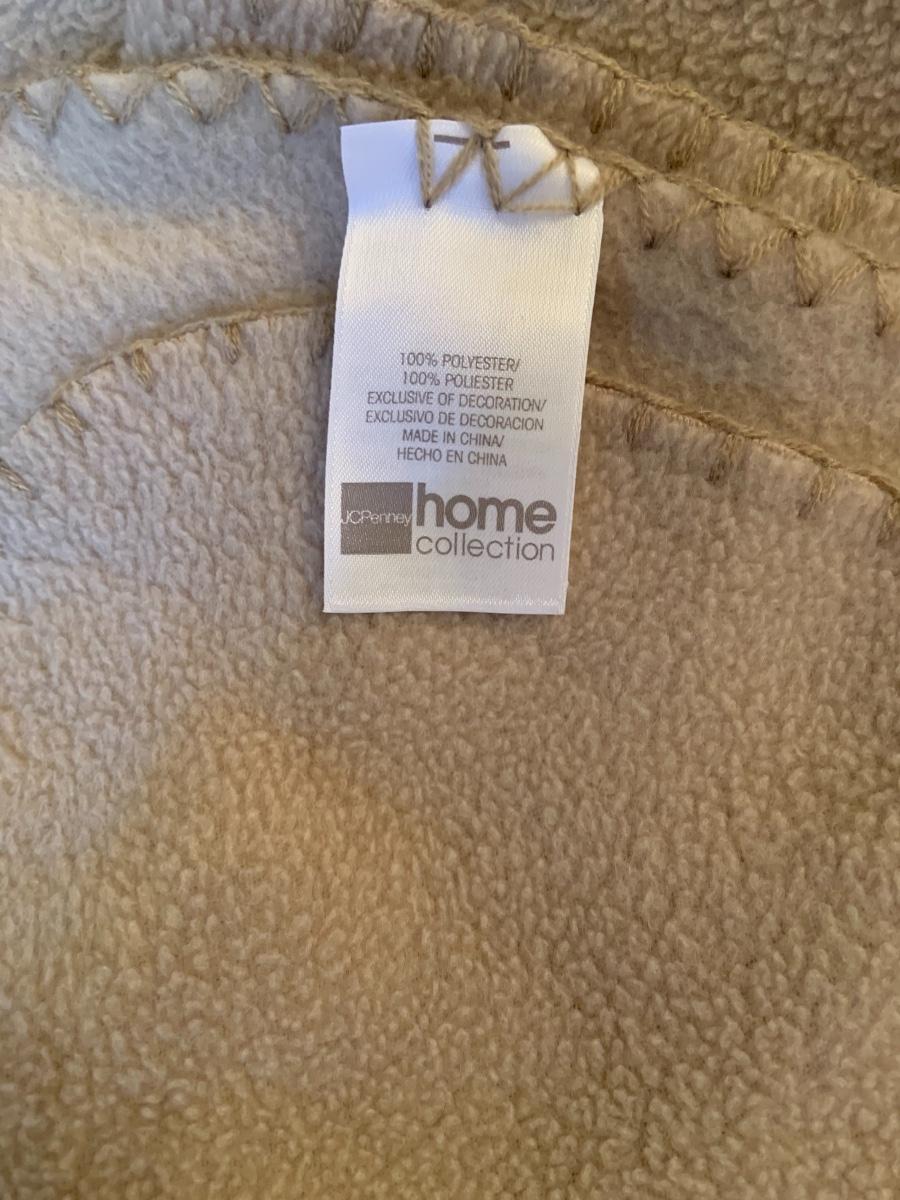 100% POLYESTER/
100% POLIESTER
EXCLUSIVE OF DECORATION/
EXCLUSIVO DE DECORACION
MADE IN CHINA/
HECHO EN CHINA
JCPenney home
collection